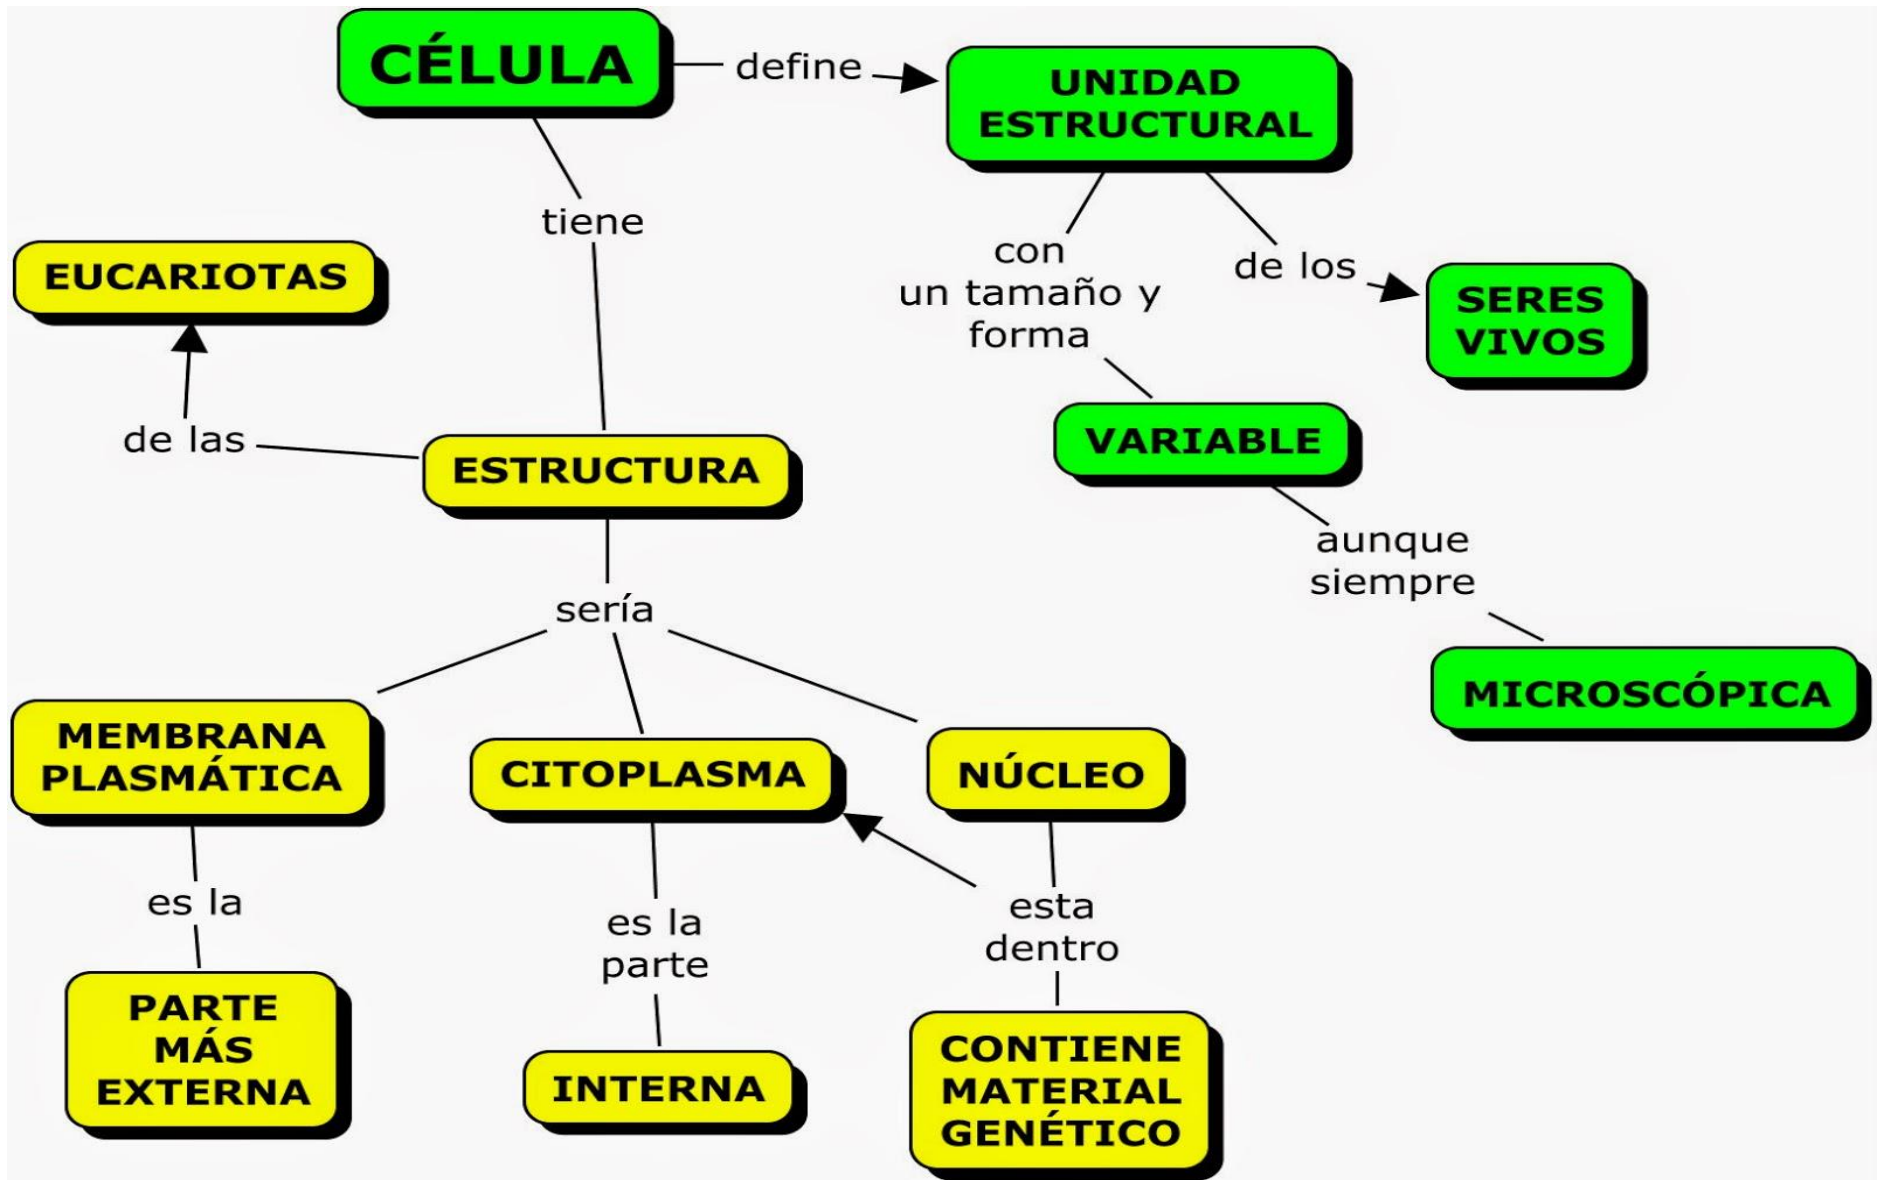 CÉLULA
define
UNIDAD
ESTRUCTURAL
tiene
con
un tamaño y
forma
de los
SERES
VIVOS
EUCARIOTAS
de las
ESTRUCTURA
VARIABLE
aunque
siempre
MICROSCÓPICA
sería
MEMBRANA
PLASMÁTICA
CITOPLASMA
NÚCLEO
es la
es la
parte
esta
dentro
PARTE
MÁS
EXTERNA
INTERNA
CONTIENE
MATERIAL
GENÉTICO